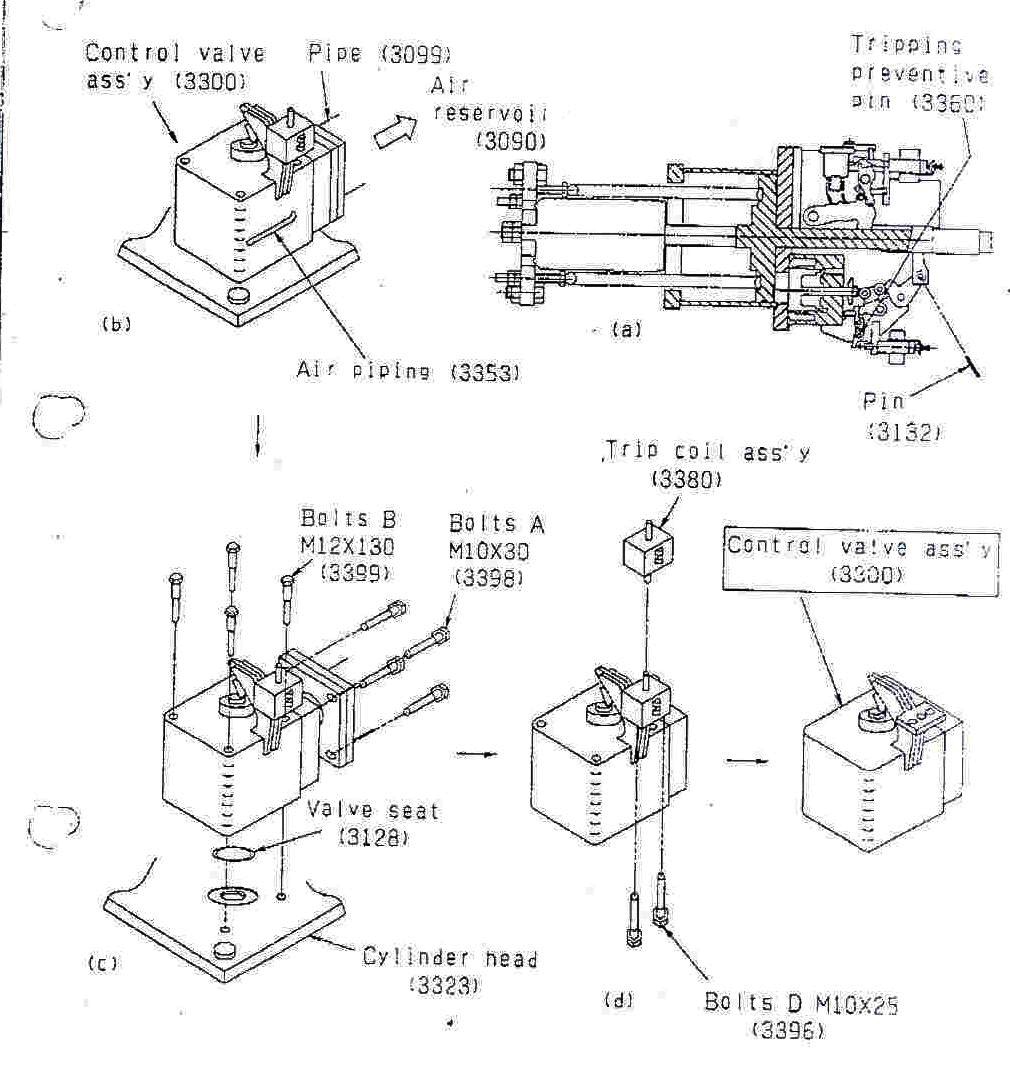 Control valve
ass'y (3300)
Pipe (3099)
Air
reservoir
(3090)
Tripping
preventive
pin (3360)
(b)
(a)
Air piping (3353)
Pin
(3132)
Trip coil ass'y
(3380)
Bolts B
M12X130
(3399)
Bolts A
M10X30
(3398)
Control valve ass'y
(3300)
Valve seat
(3128)
(c)
Cylinder head
(3323)
(d)
Bolts D M10X25
(3396)